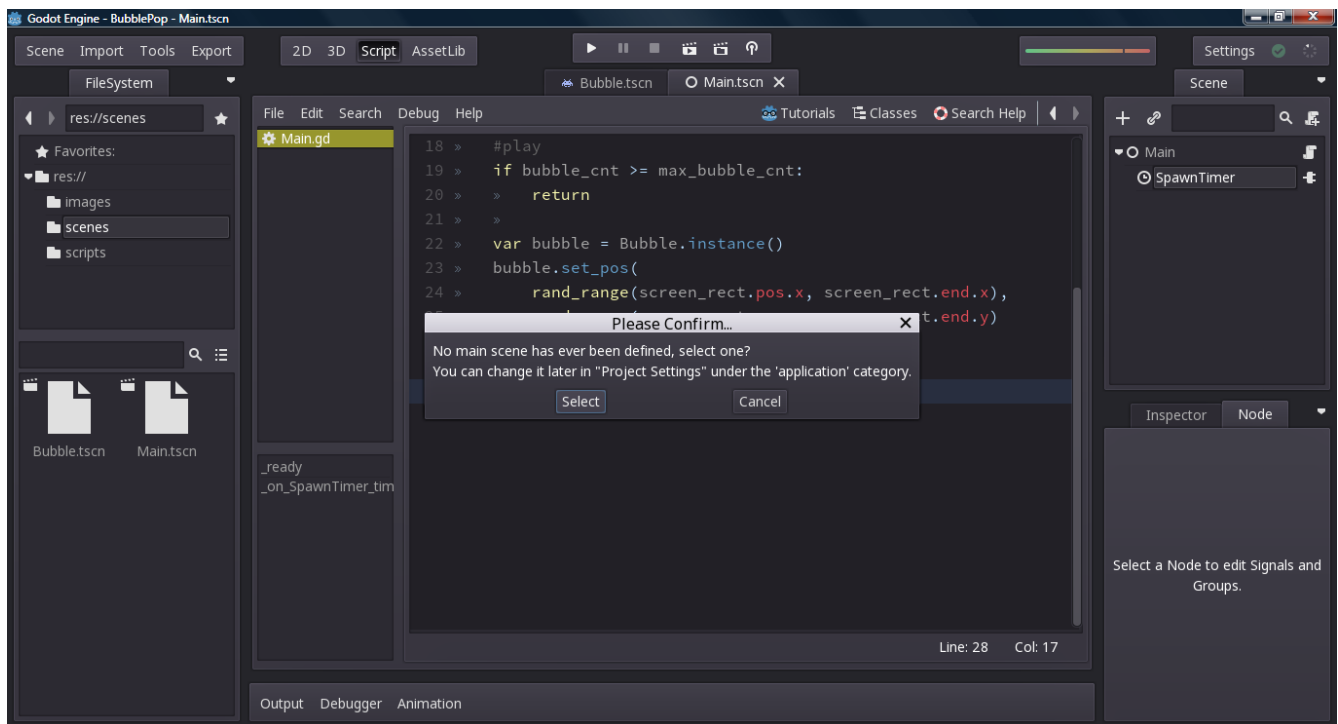 Godot Engine - BubblePop - Main.tscn
Scene Import Tools Export
2D 3D Script AssetLib
Settings
FileSystem
Bubble.tscn
Main.tscn X
Scene
res://scenes
File Edit Search Debug Help
Tutorials Classes Search Help
Favorites:
res://
images
scenes
scripts
Main.gd
18 » #play
19 » if bubble_cnt >= max_bubble_cnt:
20 » » return
21 » »
22 » var bubble = Bubble.instance()
23 » bubble.set_pos(
24 » rand_range(screen_rect.pos.x, screen_rect.end.x),
t.end.y)
Main
SpawnTimer
Please Confirm...
No main scene has ever been defined, select one?
You can change it later in "Project Settings" under the 'application' category.
Select Cancel
Bubble.tscn
Main.tscn
_ready
_on_SpawnTimer_tim
Inspector Node
Select a Node to edit Signals and
Groups.
Line: 28 Col: 17
Output Debugger Animation